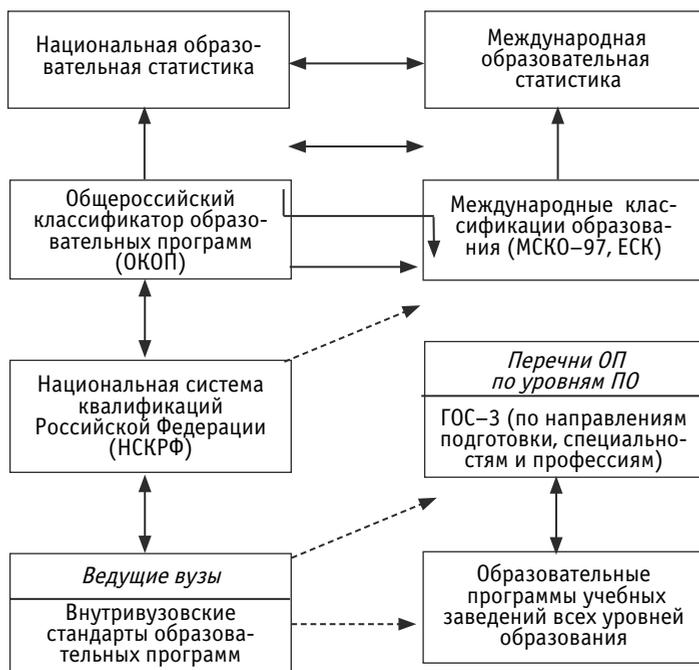 Национальная образо-
вательная статистика
Международная
образовательная
статистика
Общероссийский
классификатор образо-
вательных программ
(ОКОП)
Международные клас-
сификации образова-
ния (МСКО–97, ЕСК)
Национальная система
квалификаций
Российской Федерации
(НСКРФ)
Перечни ОП
по уровням ПО
ГОС–3 (по направлениям
подготовки, специально-
стям и профессиям)
Ведущие вузы
Внутривузовские
стандарты образова-
тельных программ
Образовательные
программы учебных
заведений всех уровней
образования